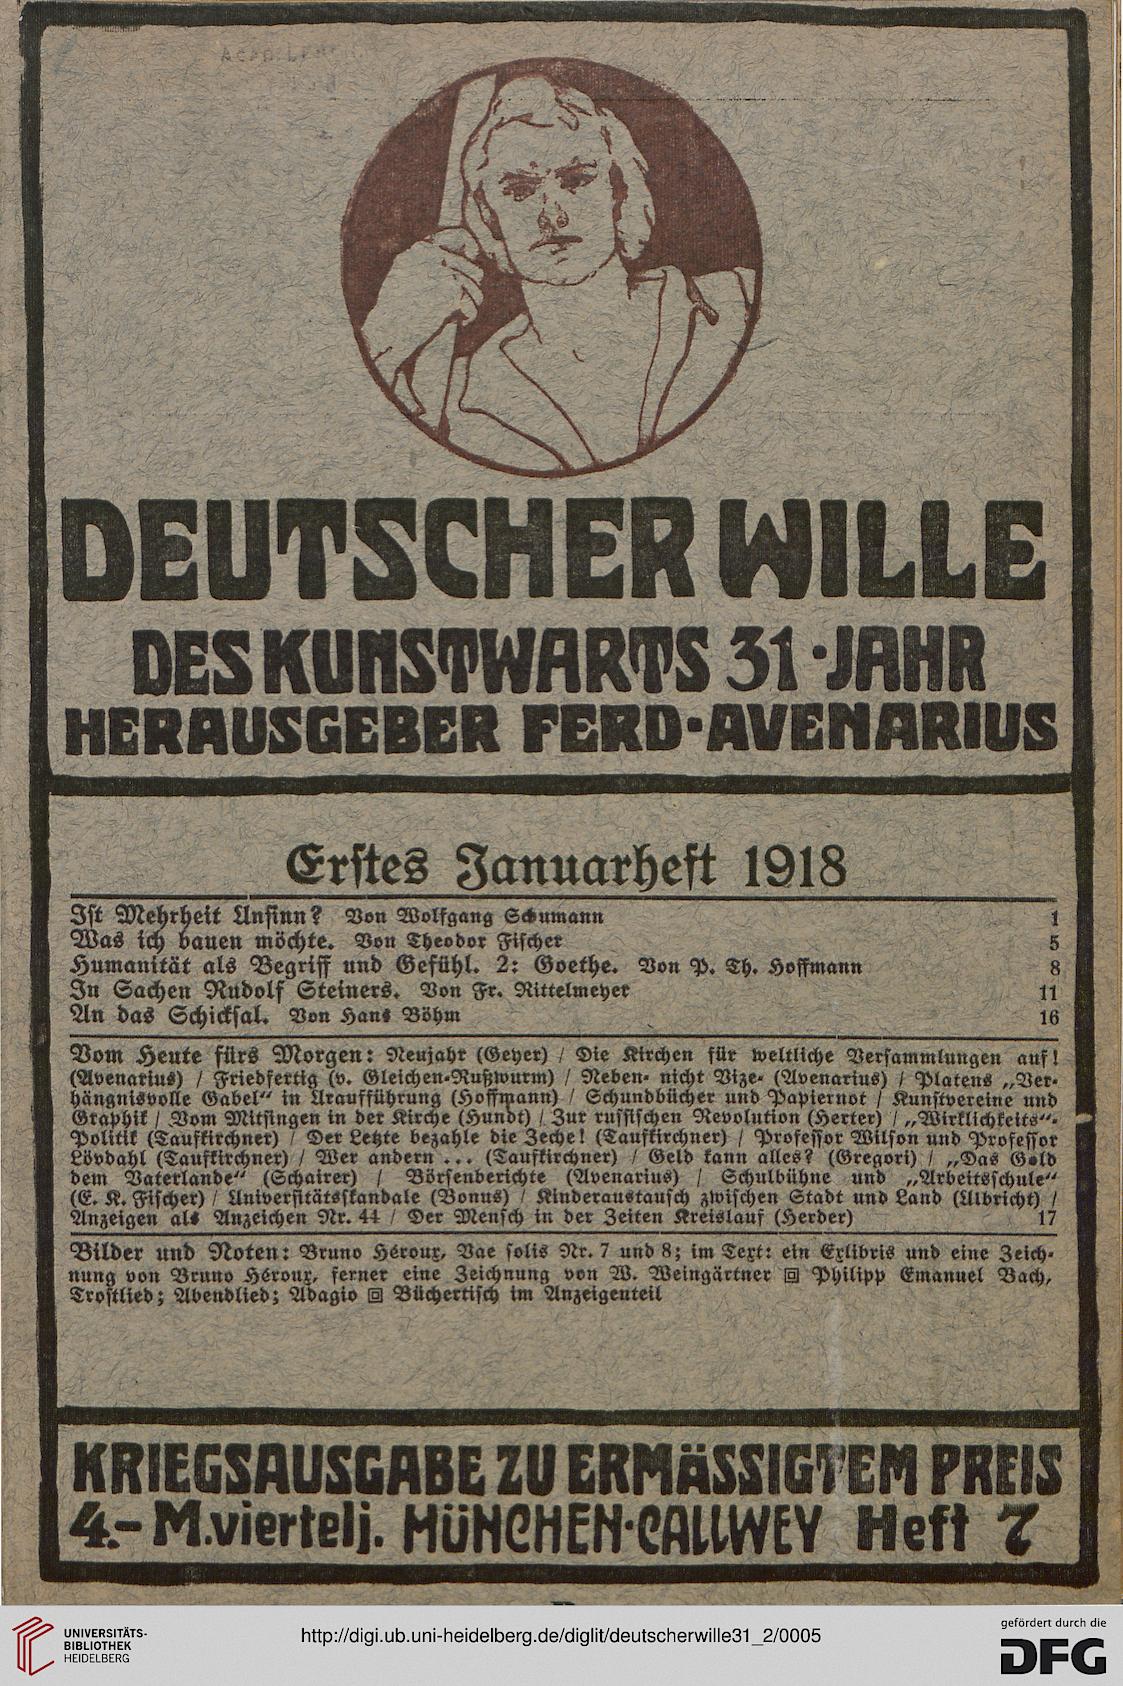 DEUTSCHER WILLE
DES KUNSTWARTS 31·JAHR
HERAUSGEBER FERD·AVENARIUS
Erstes Januarheft 1918
Ist Mehrheit Unsinn? Von Wolfgang Schumann 1
Was ich bauen möchte. Von Theodor Fischer 5
Humanität als Begriff und Gefühl. 2: Goethe. Von P. Th. Hoffmann 8
In Sachen Rudolf Steiners. Von Fr. Rittelmeyer 11
An das Schicksal. Von Hans Böhm 16
Vom Heute fürs Morgen: Neujahr (Geyer) / Die Kirchen für weltliche Versammlungen auf!
(Avenarius) / Friedfertig (v. Gleichen-Rußwurm) / Neben- nicht Vize- (Avenarius) / Platens „Ver-
hängnisvolle Gabel“ in Uraufführung (Hoffmann) / Schundbücher und Papiernot / Kunstvereine und
Graphik / Vom Mitsingen in der Kirche (Hundt) / Zur russischen Revolution (Herter) / „Wirklichkeits“-
Politik (Taufkirchner) / Der Letzte bezahle die Zeche! (Taufkirchner) / Professor Wilson und Professor
Lövdahl (Taufkirchner) / Wer andern ... (Taufkirchner) / Geld kann alles? (Gregori) / „Das Gold
dem Vaterlande“ (Schairer) / Börsenberichte (Avenarius) / Schulbühne und „Arbeitsschule“
(E. K. Fischer) / Universitätsskandale (Bonus) / Kinderaustausch zwischen Stadt und Land (Ulbricht) /
Anzeigen als Anzeichen Nr. 44 / Der Mensch in der Zeiten Kreislauf (Herder) 17
Bilder und Noten: Bruno Héroux, Vae solis Nr. 7 und 8; im Text: ein Exlibris und eine Zeich-
nung von Bruno Héroux, ferner eine Zeichnung von W. Weingärtner ▣ Philipp Emanuel Bach,
Trostlied; Abendlied; Adagio ▣ Büchertisch im Anzeigenteil
KRIEGSAUSGABE ZU ERMÄSSIGTEM PREIS
4.- M.viertelj. MÜNCHEN·CALLWEY Heft 7
UNIVERSITÄTS-
BIBLIOTHEK
HEIDELBERG
http://digi.ub.uni-heidelberg.de/diglit/deutscherwille31_2/0005
gefördert durch die
DFG